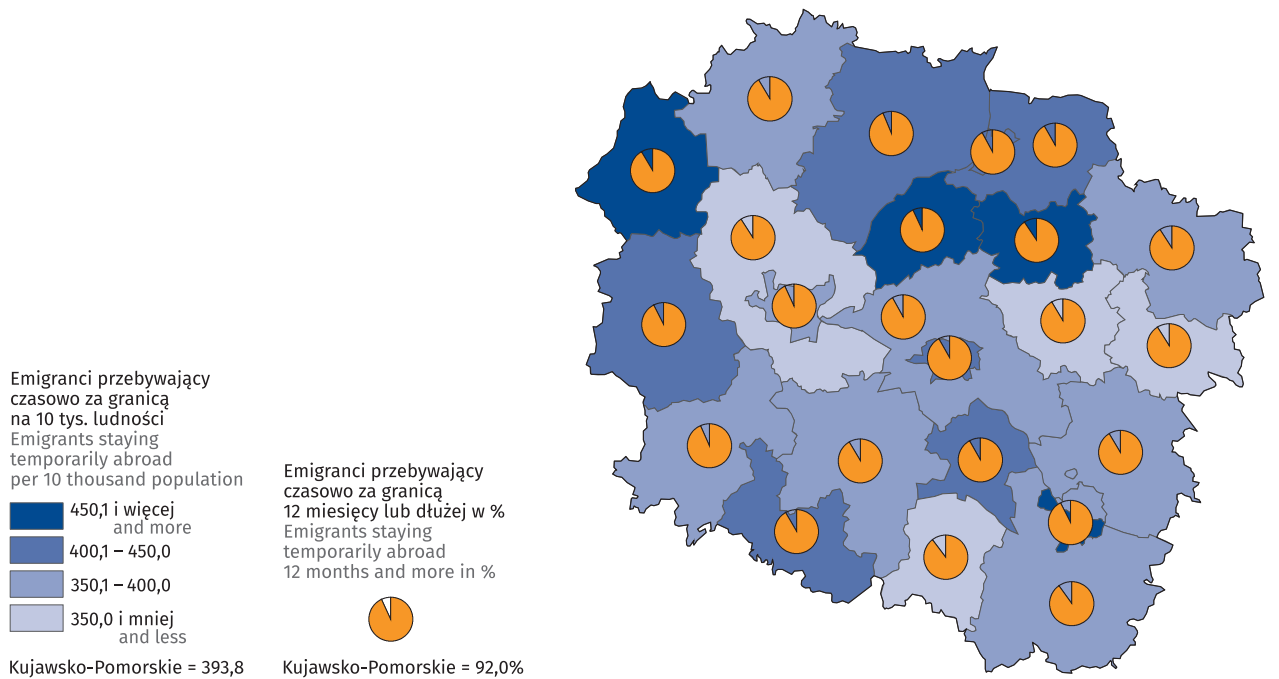 Emigranci przebywający
czasowo za granicą
na 10 tys. ludności
Emigrants staying
temporarily abroad
per 10 thousand population
450,1 i więcej
and more
400,1 – 450,0
350,1 – 400,0
350,0 i mniej
and less
Kujawsko-Pomorskie = 393,8
Emigranci przebywający
czasowo za granicą
12 miesięcy lub dłużej w %
Emigrants staying
temporarily abroad
12 months and more in %
Kujawsko-Pomorskie = 92,0%